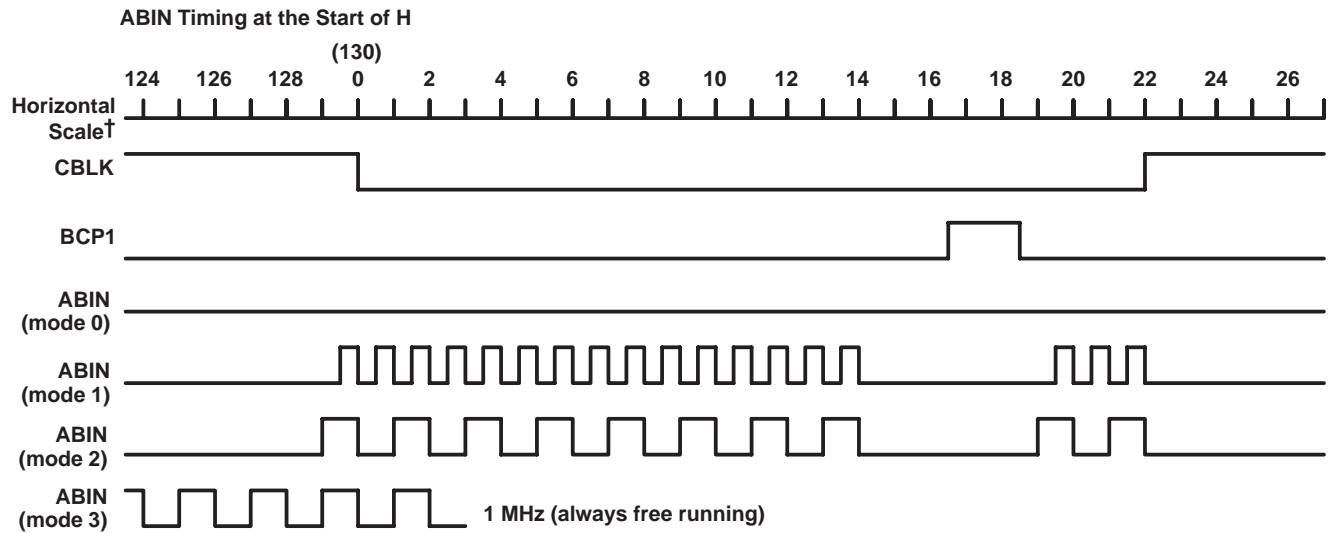 ABIN Timing at the Start of H
(130)
124 126 128 0 2 4 6 8 10 12 14 16 18 20 22 24 26
Horizontal
Scale†
CBLK
BCP1
ABIN
(mode 0)
ABIN
(mode 1)
ABIN
(mode 2)
ABIN
(mode 3)
1 MHz (always free running)